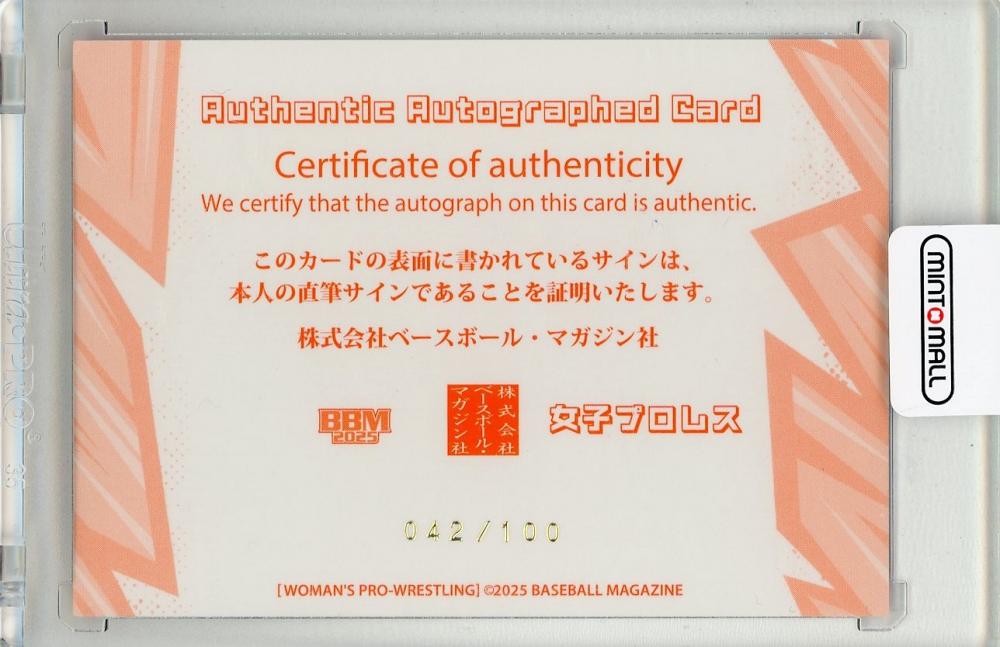 Authentic Autographed Card
Certificate of authenticity
We certify that the autograph on this card is authentic.
このカードの表面に書かれているサインは、
本人の直筆サインであることを証明いたします。
株式会社ベースボール・マガジン社
BBM
2025
株式会社
ベースボール・
マガジン社
女子プロレス
042/100
[WOMAN'S PRO-WRESTLING] ©2025 BASEBALL MAGAZINE
MINTOMALL